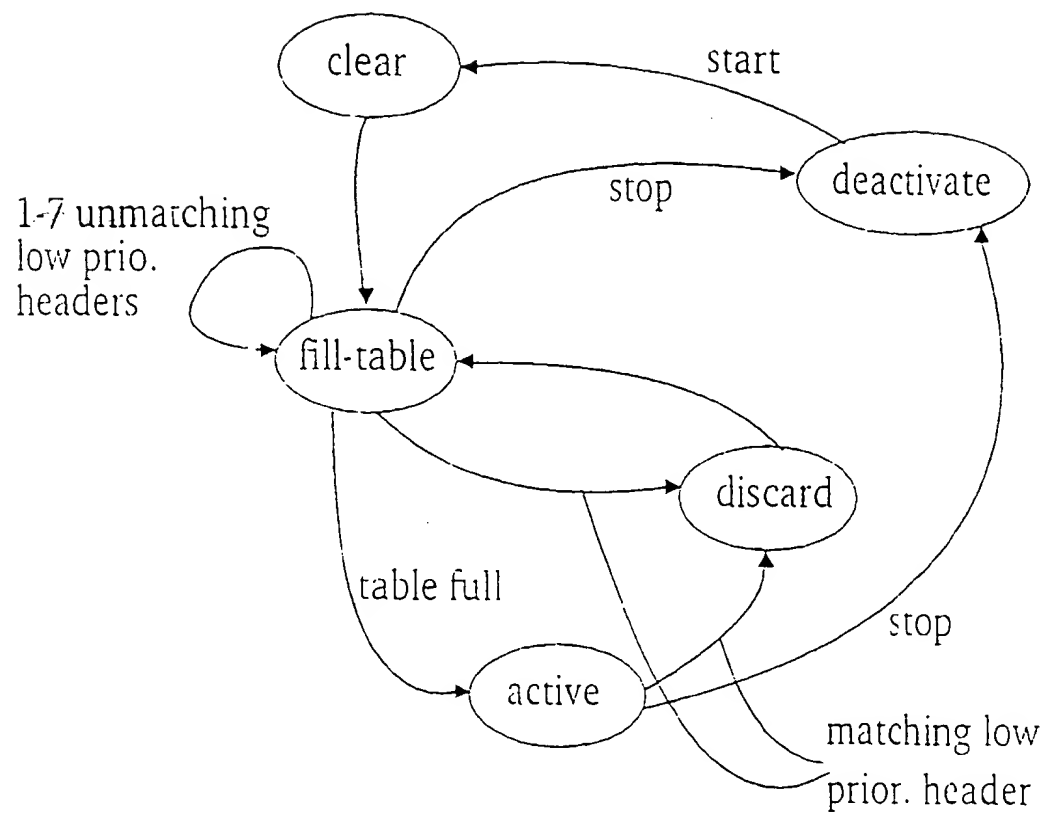 clear
start
deactivate
stop
1-7 unmatching
low prio.
headers
fill-table
discard
table full
stop
active
matching low
prior. header